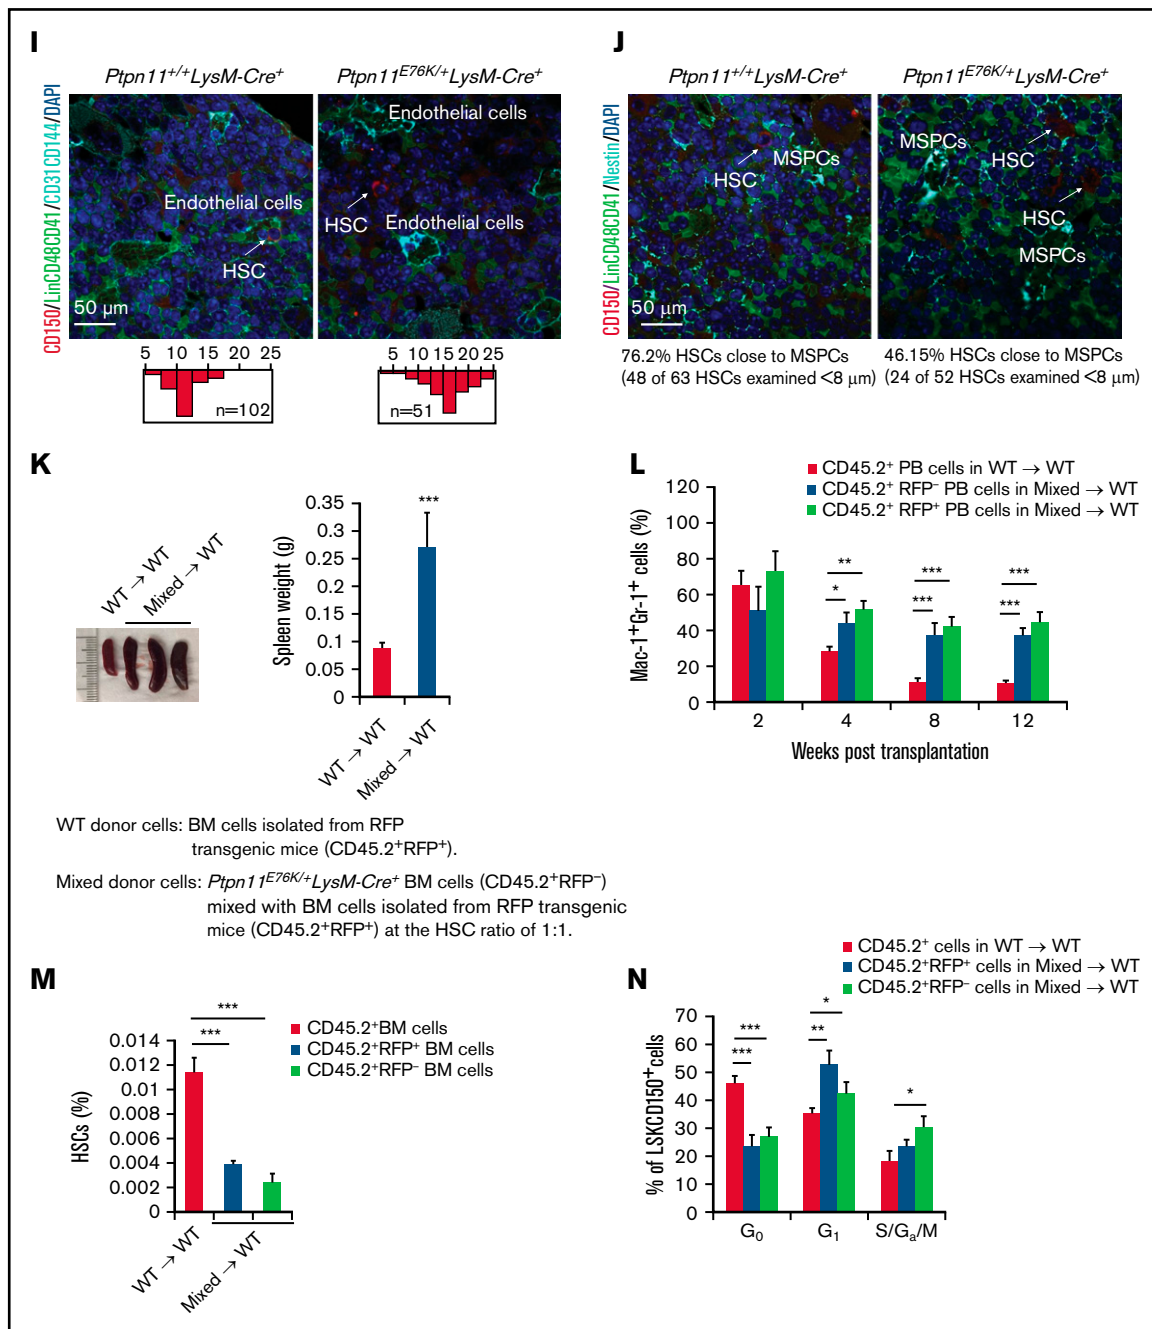 I
Ptpn11+/+LysM-Cre+
Ptpn11E76K/+LysM-Cre+
CD150/LinCD48CD41/CD31CD144/DAPI
Endothelial cells
HSC
50 μm
Endothelial cells
HSC
Endothelial cells
5 10 15 20 25
n=102
5 10 15 20 25
n=51
J
Ptpn11+/+LysM-Cre+
Ptpn11E76K/+LysM-Cre+
CD150/LinCD48CD41/Nestin/DAPI
MSPCs
HSC
50 μm
MSPCs
HSC
HSC
MSPCs
76.2% HSCs close to MSPCs
(48 of 63 HSCs examined <8 μm)
46.15% HSCs close to MSPCs
(24 of 52 HSCs examined <8 μm)
K
WT → WT
Mixed → WT
Spleen weight (g)
0.35
0.3
0.25
0.2
0.15
0.1
0.05
0
***
WT → WT
Mixed → WT
WT donor cells: BM cells isolated from RFP
transgenic mice (CD45.2+RFP+).
Mixed donor cells: Ptpn11E76K/+LysM-Cre+ BM cells (CD45.2+RFP−)
mixed with BM cells isolated from RFP transgenic
mice (CD45.2+RFP+) at the HSC ratio of 1:1.
L
CD45.2+ PB cells in WT → WT
CD45.2+ RFP− PB cells in Mixed → WT
CD45.2+ RFP+ PB cells in Mixed → WT
Mac-1+Gr-1+ cells (%)
120
100
80
60
40
20
0
* **
*** ***
*** ***
2 4 8 12
Weeks post transplantation
M
CD45.2+BM cells
CD45.2+RFP+ BM cells
CD45.2+RFP− BM cells
HSCs (%)
0.014
0.012
0.01
0.008
0.006
0.004
0.002
0
***
***
WT → WT
Mixed → WT
N
CD45.2+ cells in WT → WT
CD45.2+RFP+ cells in Mixed → WT
CD45.2+RFP− cells in Mixed → WT
% of LSKCD150+cells
70
60
50
40
30
20
10
0
***
***
*
**
*
G0 G1 S/Ga/M